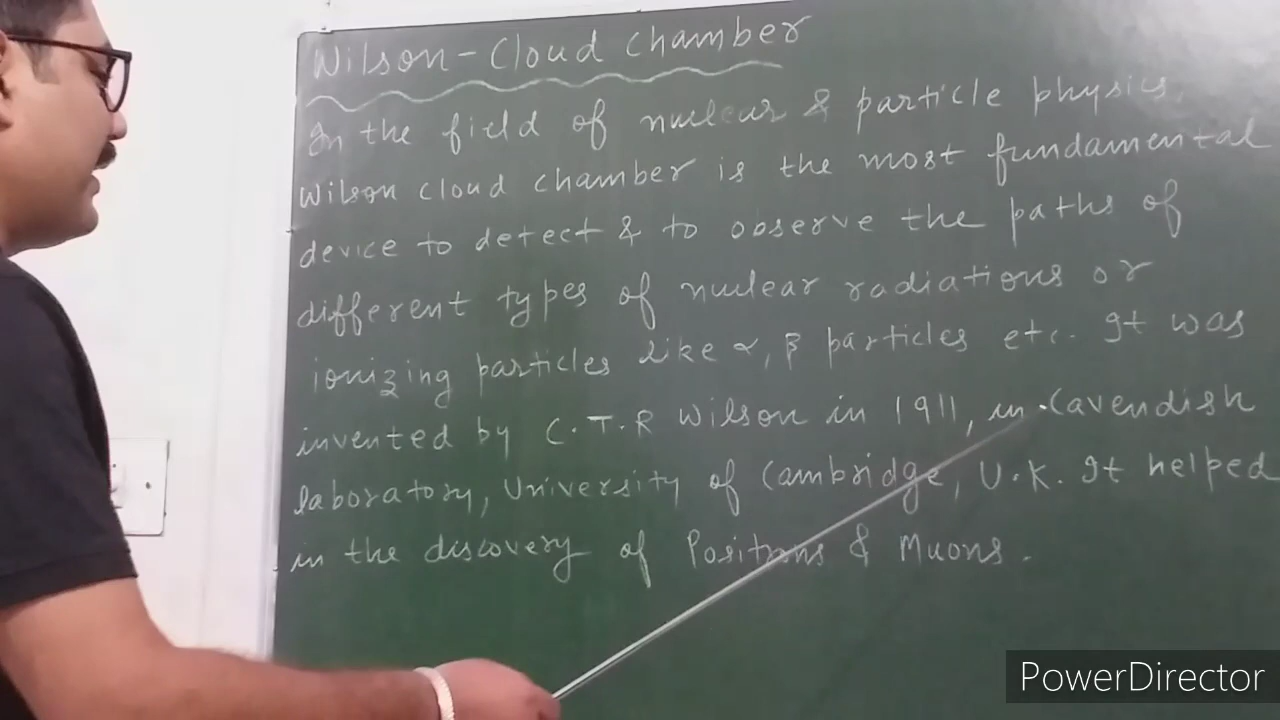 Wilson-Cloud Chamber
In the field of nuclear & particle physics,
Wilson cloud chamber is the most fundamental
device to detect & to observe the paths of
different types of nuclear radiations or
ionizing particles like α, β particles etc. It was
invented by C.T.R Wilson in 1911, in Cavendish
laboratory, University of Cambridge, U.K. It helped
in the discovery of Positrons & Muons.
PowerDirector